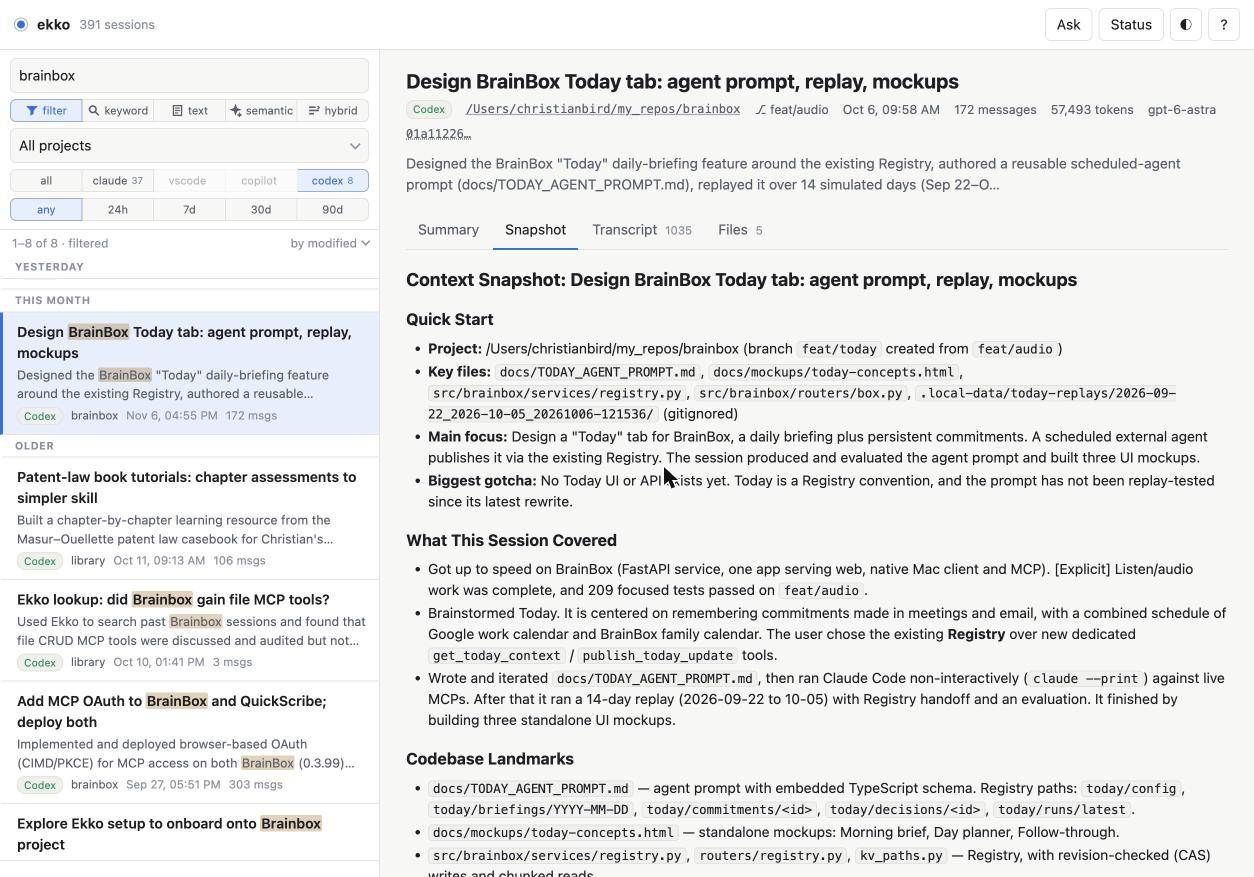 ekko 391 sessions
Ask Status ?
brainbox
filter keyword text semantic hybrid
All projects
all claude 37 vscode copilot codex 8
any 24h 7d 30d 90d
1–8 of 8 · filtered by modified
YESTERDAY
THIS MONTH
Design BrainBox Today tab: agent prompt, replay,
mockups
Designed the BrainBox "Today" daily-briefing feature
around the existing Registry, authored a reusable…
Codex brainbox Nov 6, 04:55 PM 172 msgs
OLDER
Patent-law book tutorials: chapter assessments to
simpler skill
Built a chapter-by-chapter learning resource from the
Masur–Ouellette patent law casebook for Christian's…
Codex library Oct 11, 09:13 AM 106 msgs
Ekko lookup: did Brainbox gain file MCP tools?
Used Ekko to search past Brainbox sessions and found that
file CRUD MCP tools were discussed and audited but not…
Codex library Oct 10, 01:41 PM 3 msgs
Add MCP OAuth to BrainBox and QuickScribe;
deploy both
Implemented and deployed browser-based OAuth
(CIMD/PKCE) for MCP access on both BrainBox (0.3.99)…
Codex brainbox Sep 27, 05:51 PM 303 msgs
Explore Ekko setup to onboard onto Brainbox
project
Design BrainBox Today tab: agent prompt, replay, mockups
Codex /Users/christianbird/my_repos/brainbox feat/audio Oct 6, 09:58 AM 172 messages 57,493 tokens gpt-6-astra
01a11226…
Designed the BrainBox "Today" daily-briefing feature around the existing Registry, authored a reusable scheduled-agent
prompt (docs/TODAY_AGENT_PROMPT.md), replayed it over 14 simulated days (Sep 22–O…
Summary Snapshot Transcript 1035 Files 5
Context Snapshot: Design BrainBox Today tab: agent prompt, replay, mockups
Quick Start
• Project: /Users/christianbird/my_repos/brainbox (branch feat/today created from feat/audio )
• Key files: docs/TODAY_AGENT_PROMPT.md , docs/mockups/today-concepts.html ,
src/brainbox/services/registry.py , src/brainbox/routers/box.py , .local-data/today-replays/2026-09-
22_2026-10-05_20261006-121536/ (gitignored)
• Main focus: Design a "Today" tab for BrainBox, a daily briefing plus persistent commitments. A scheduled external agent
publishes it via the existing Registry. The session produced and evaluated the agent prompt and built three UI mockups.
• Biggest gotcha: No Today UI or API ists yet. Today is a Registry convention, and the prompt has not been replay-tested
since its latest rewrite.
What This Session Covered
• Got up to speed on BrainBox (FastAPI service, one app serving web, native Mac client and MCP). [Explicit] Listen/audio
work was complete, and 209 focused tests passed on feat/audio .
• Brainstormed Today. It is centered on remembering commitments made in meetings and email, with a combined schedule of
Google work calendar and BrainBox family calendar. The user chose the existing Registry over new dedicated
get_today_context / publish_today_update tools.
• Wrote and iterated docs/TODAY_AGENT_PROMPT.md , then ran Claude Code non-interactively ( claude --print ) against live
MCPs. After that it ran a 14-day replay (2026-09-22 to 10-05) with Registry handoff and an evaluation. It finished by
building three standalone UI mockups.
Codebase Landmarks
• docs/TODAY_AGENT_PROMPT.md — agent prompt with embedded TypeScript schema. Registry paths: today/config ,
today/briefings/YYYY-MM-DD , today/commitments/<id> , today/decisions/<id> , today/runs/latest .
• docs/mockups/today-concepts.html — standalone mockups: Morning brief, Day planner, Follow-through.
• src/brainbox/services/registry.py , routers/registry.py , kv_paths.py — Registry, with revision-checked (CAS)
writes and chunked reads